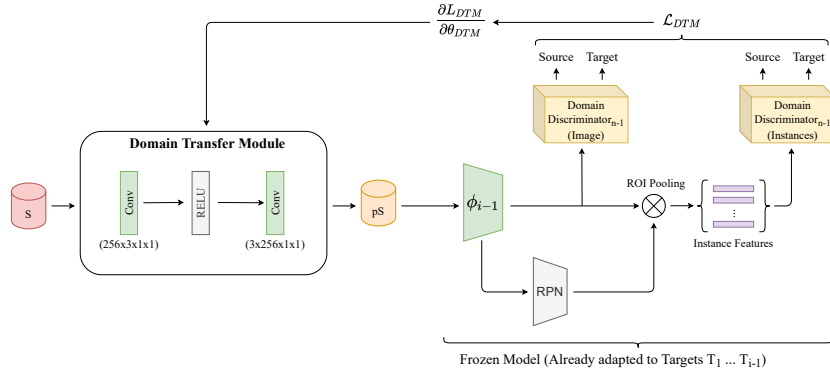 ∂L_DTM / ∂θ_DTM
ℒ_DTM
Source Target
Source Target
Domain
Discriminator_n-1
(Image)
Domain
Discriminator_n-1
(Instances)
Domain Transfer Module
S
Conv
RELU
Conv
(256x3x1x1)
(3x256x1x1)
pS
ϕ_i−1
ROI Pooling
...
Instance Features
RPN
Frozen Model (Already adapted to Targets T_1 ... T_i-1)